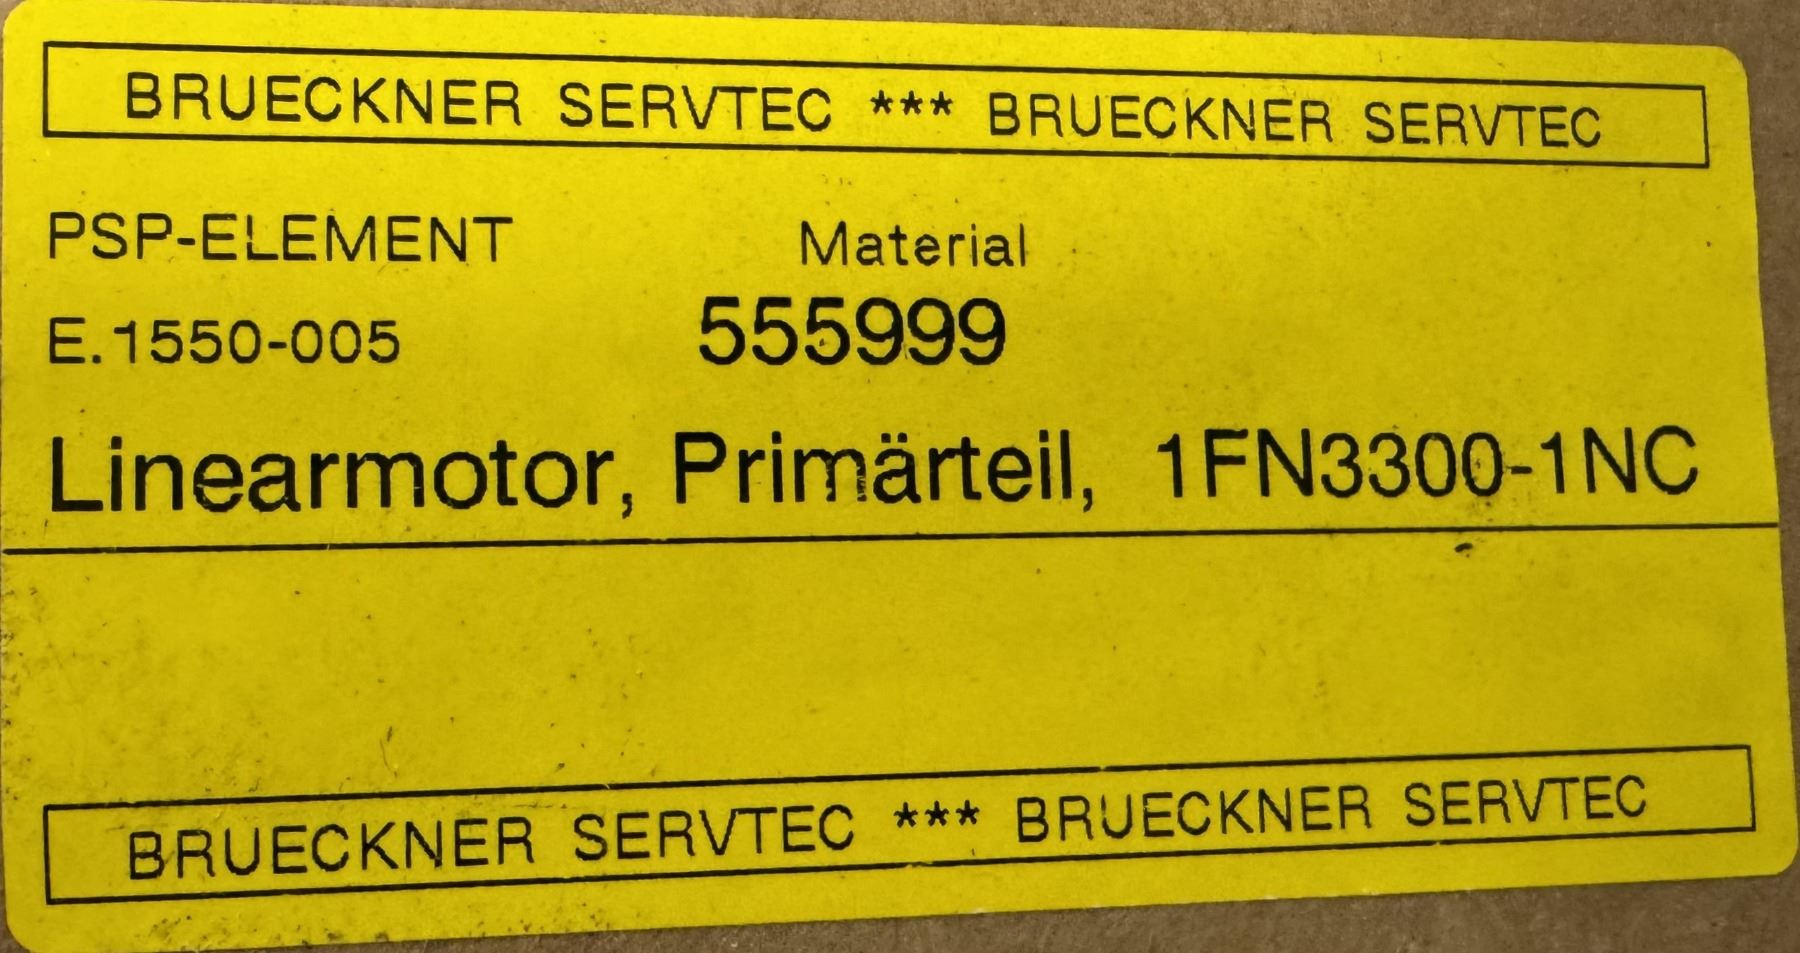 BRUECKNER SERVTEC *** BRUECKNER SERVTEC
PSP-ELEMENT Material
E.1550-005 555999
Linearmotor, Primärteil, 1FN3300-1NC
BRUECKNER SERVTEC *** BRUECKNER SERVTEC